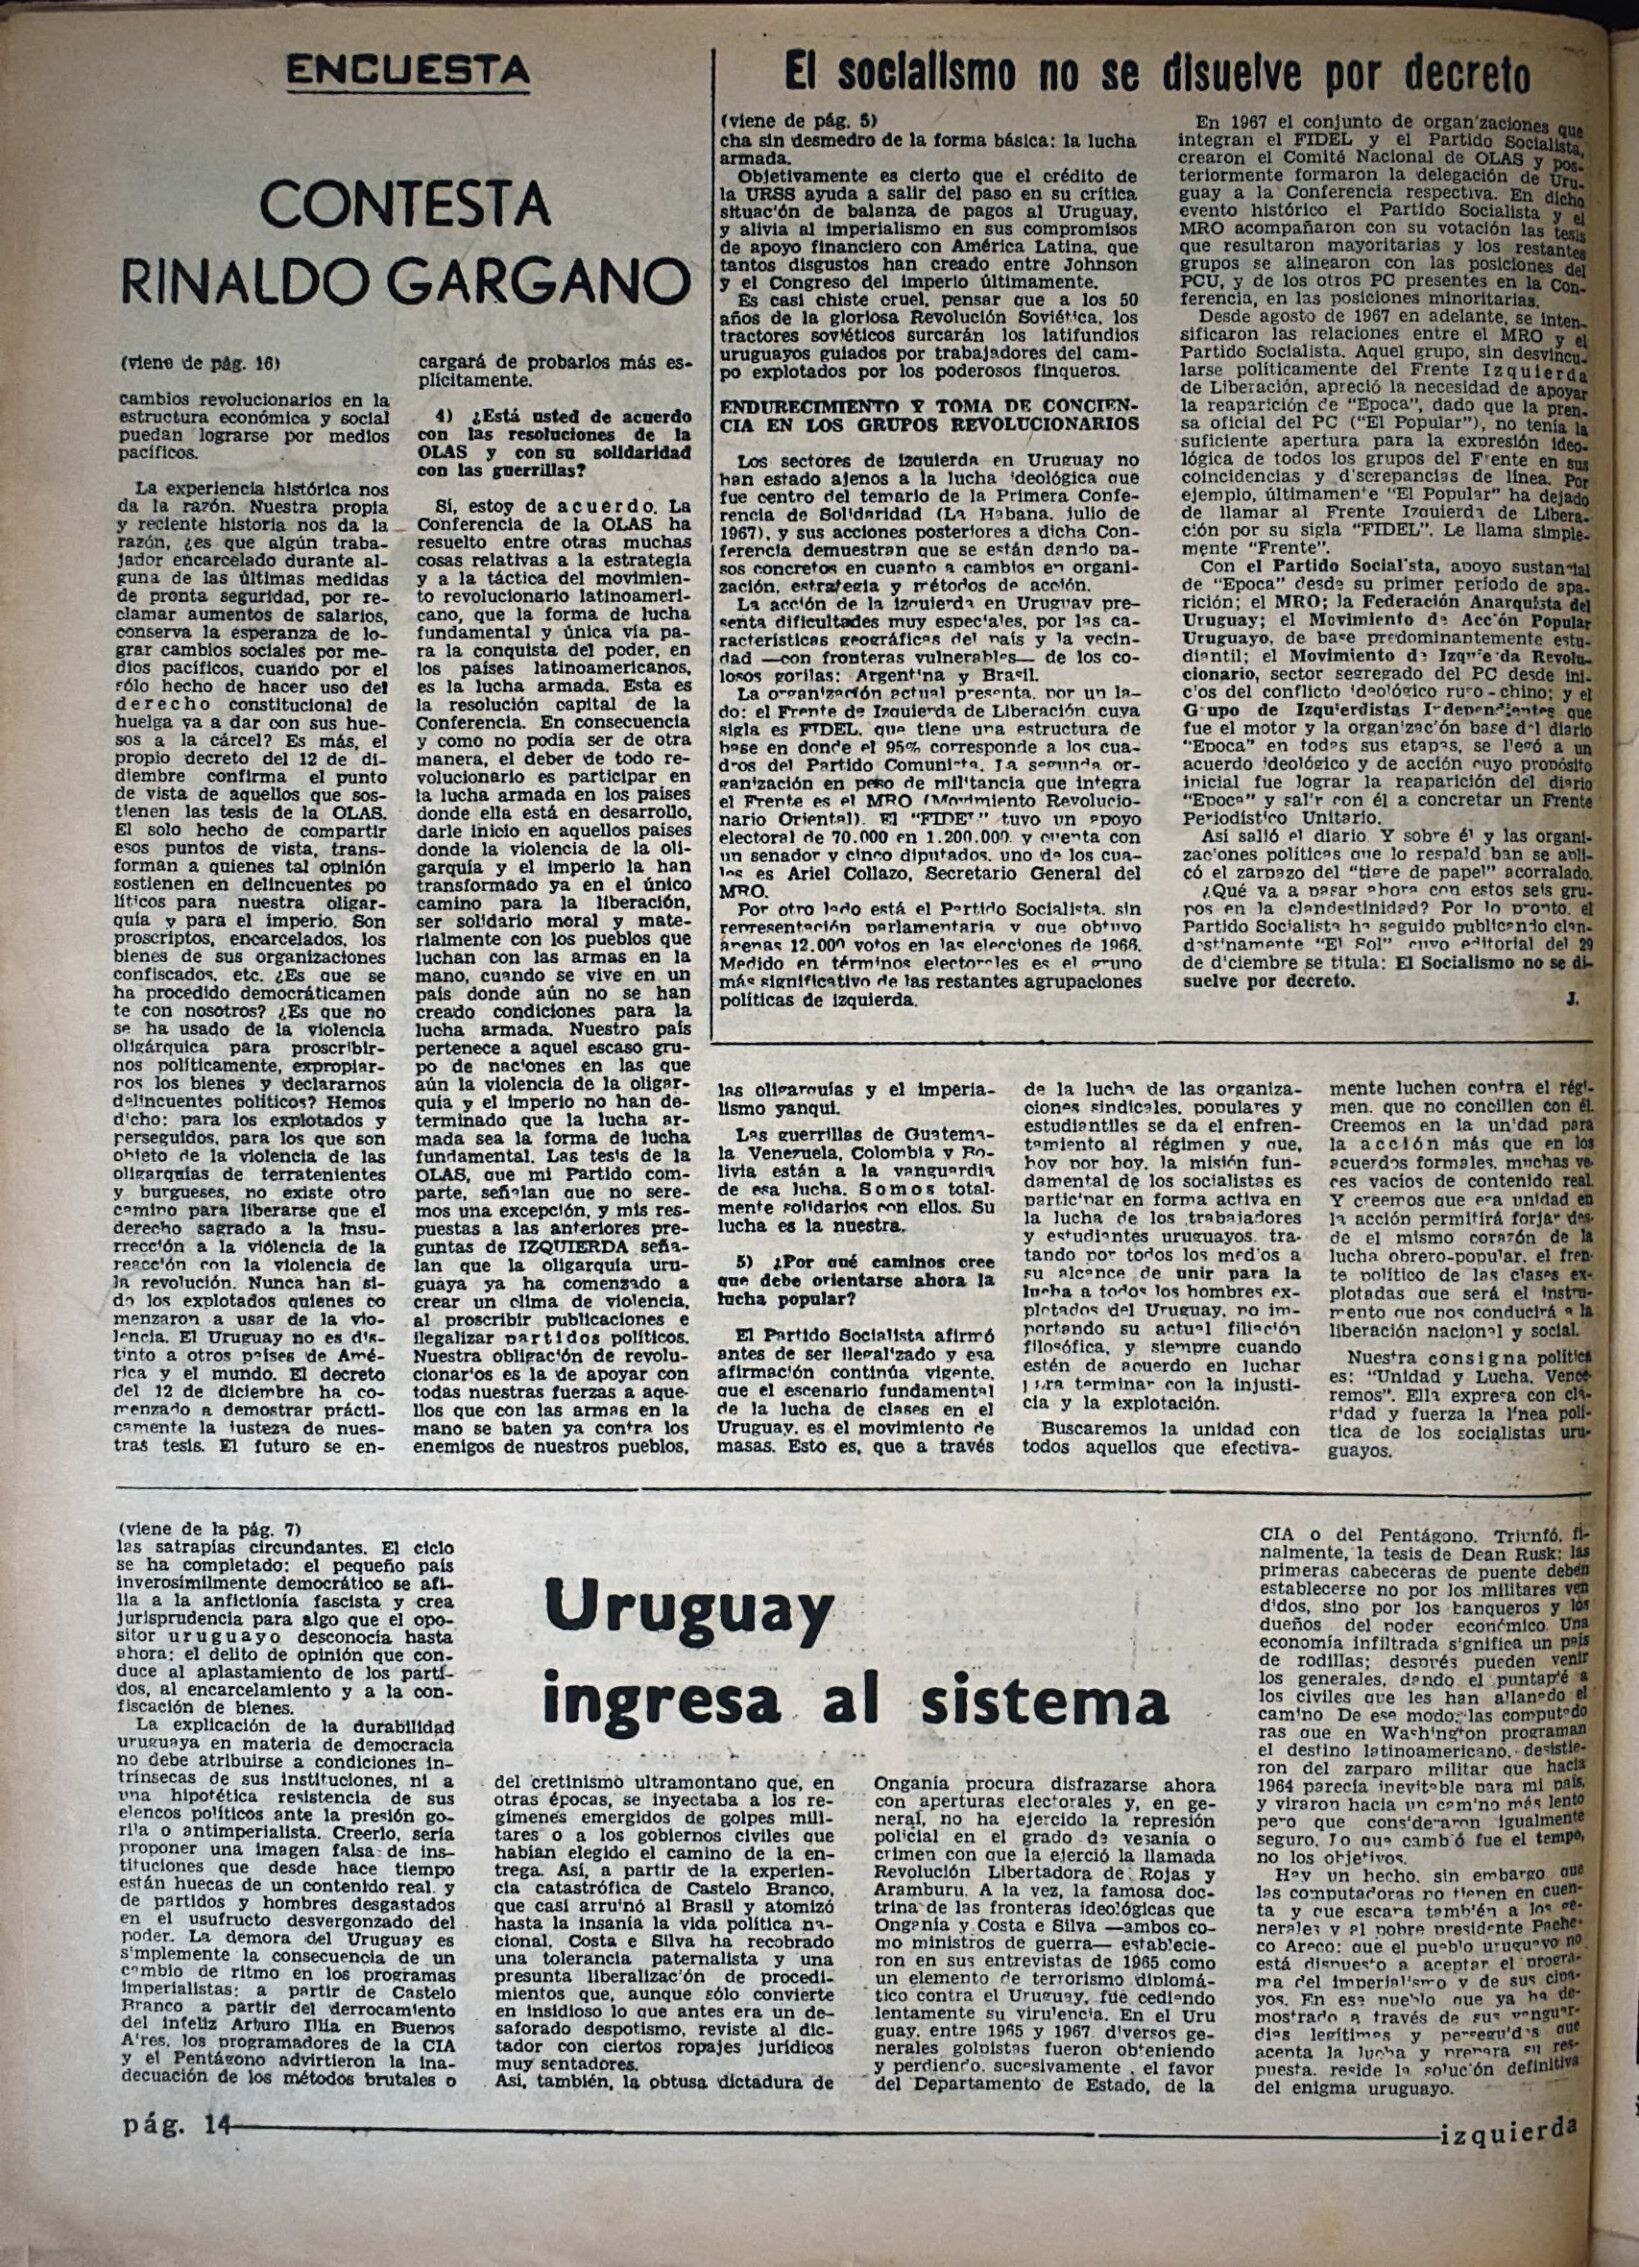 ENCUESTA
CONTESTA
RINALDO GARGANO
(viene de pág. 16)
cambios revolucionarios en la
estructura económica y social
puedan lograrse por medios
pacíficos.
La experiencia histórica nos
da la razón. Nuestra propia
y reciente historia nos da la
razón, ¿es que algún traba-
jador encarcelado durante al-
guna de las últimas medidas
de pronta seguridad, por re-
clamar aumentos de salarios,
conserva la esperanza de lo-
grar cambios sociales por me-
dios pacíficos, cuando por el
sólo hecho de hacer uso del
derecho constitucional de
huelga va a dar con sus hue-
sos a la cárcel? Es más, el
propio decreto del 12 de di-
diembre confirma el punto
de vista de aquellos que sos-
tienen las tesis de la OLAS.
El solo hecho de compartir
esos puntos de vista, trans-
forman a quienes tal opinión
sostienen en delincuentes po
líticos para nuestra oligar-
quía y para el imperio. Son
proscriptos, encarcelados, los
bienes de sus organizaciones
confiscados, etc. ¿Es que se
ha procedido democráticamen
te con nosotros? ¿Es que no
se ha usado de la violencia
oligárquica para proscribir-
nos políticamente, expropiar-
nos los bienes y declararnos
delincuentes políticos? Hemos
dicho: para los explotados y
perseguidos, para los que son
objeto de la violencia de las
oligarquías de terratenientes
y burgueses, no existe otro
camino para liberarse que el
derecho sagrado a la insu-
rrección a la violencia de la
reacción con la violencia de
la revolución. Nunca han si-
do los explotados quienes co
menzaron a usar de la vio-
lencia. El Uruguay no es dis-
tinto a otros países de Amé-
rica y el mundo. El decreto
del 12 de diciembre ha co-
menzado a demostrar prácti-
camente la justeza de nues-
tras tesis. El futuro se en-
cargará de probarlos más es-
plícitamente.
4) ¿Está usted de acuerdo
con las resoluciones de la
OLAS y con su solidaridad
con las guerrillas?
Sí, estoy de acuerdo. La
Conferencia de la OLAS ha
resuelto entre otras muchas
cosas relativas a la estrategia
y a la táctica del movimien-
to revolucionario latinoameri-
cano, que la forma de lucha
fundamental y única vía pa-
ra la conquista del poder, en
los países latinoamericanos,
es la lucha armada. Esta es
la resolución capital de la
Conferencia. En consecuencia
y como no podía ser de otra
manera, el deber de todo re-
volucionario es participar en
la lucha armada en los países
donde ella está en desarrollo,
darle inicio en aquellos países
donde la violencia de la oli-
garquía y el imperio la han
transformado ya en el único
camino para la liberación,
ser solidario moral y mate-
rialmente con los pueblos que
luchan con las armas en la
mano, cuando se vive en un
país donde aún no se han
creado condiciones para la
lucha armada. Nuestro país
pertenece a aquel escaso gru-
po de naciones en las que
aún la violencia de la oligar-
quía y el imperio no han de-
terminado que la lucha ar-
mada sea la forma de lucha
fundamental. Las tesis de la
OLAS, que mi Partido com-
parte, señalan que no sere-
mos una excepción, y mis res-
puestas a las anteriores pre-
guntas de IZQUIERDA seña-
lan que la oligarquía uru-
guaya ya ha comenzado a
crear un clima de violencia,
al proscribir publicaciones e
ilegalizar partidos políticos.
Nuestra obligación de revolu-
cionarios es la de apoyar con
todas nuestras fuerzas a aque-
llos que con las armas en la
mano se baten ya contra los
enemigos de nuestros pueblos,
las oligarquías y el imperia-
lismo yanqui.
Las guerrillas de Guatema-
la Venezuela, Colombia y Bo-
livia están a la vanguardia
de esa lucha. Somos total-
mente solidarios con ellos. Su
lucha es la nuestra.
5) ¿Por qué caminos cree
que debe orientarse ahora la
lucha popular?
El Partido Socialista afirmó
antes de ser ilegalizado y esa
afirmación continúa vigente,
que el escenario fundamental
de la lucha de clases en el
Uruguay, es el movimiento de
masas. Esto es, que a través
de la lucha de las organiza-
ciones sindicales, populares y
estudiantiles se da el enfren-
tamiento al régimen y que,
hoy por hoy, la misión fun-
damental de los socialistas es
participar en forma activa en
la lucha de los trabajadores
y estudiantes uruguayos, tra-
tando por todos los medios a
su alcance de unir para la
lucha a todos los hombres ex-
plotados del Uruguay, no im-
portando su actual filiación
filosófica, y siempre cuando
estén de acuerdo en luchar
para terminar con la injusti-
cia y la explotación.
Buscaremos la unidad con
todos aquellos que efectiva-
mente luchen contra el régi-
men, que no concilien con él.
Creemos en la unidad para
la acción más que en los
acuerdos formales, muchas ve-
ces vacíos de contenido real.
Y creemos que esa unidad en
la acción permitirá forjar des-
de el mismo corazón de la
lucha obrero-popular, el fren-
te político de las clases ex-
plotadas que será el instru-
mento que nos conducirá a la
liberación nacional y social.
Nuestra consigna política
es: "Unidad y Lucha. Vence-
remos". Ella expresa con cla-
ridad y fuerza la línea polí-
tica de los socialistas uru-
guayos.
El socialismo no se disuelve por decreto
(viene de pág. 5)
cha sin desmedro de la forma básica: la lucha
armada.
Objetivamente es cierto que el crédito de
la URSS ayuda a salir del paso en su crítica
situación de balanza de pagos al Uruguay,
y alivia al imperialismo en sus compromisos
de apoyo financiero con América Latina, que
tantos disgustos han creado entre Johnson
y el Congreso del imperio últimamente.
Es casi chiste cruel, pensar que a los 50
años de la gloriosa Revolución Soviética, los
tractores soviéticos surcarán los latifundios
uruguayos guiados por trabajadores del cam-
po explotados por los poderosos finqueros.
ENDURECIMIENTO Y TOMA DE CONCIEN-
CIA EN LOS GRUPOS REVOLUCIONARIOS
Los sectores de izquierda en Uruguay no
han estado ajenos a la lucha ideológica que
fue centro del temario de la Primera Confe-
rencia de Solidaridad (La Habana, julio de
1967), y sus acciones posteriores a dicha Con-
ferencia demuestran que se están dando pa-
sos concretos en cuanto a cambios en organi-
zación, estrategia y métodos de acción.
La acción de la izquierda en Uruguay pre-
senta dificultades muy especiales, por las ca-
racterísticas geográficas del país y la vecin-
dad —con fronteras vulnerables— de los co-
losos gorilas: Argentina y Brasil.
La organización actual presenta, por un la-
do: el Frente de Izquierda de Liberación cuya
sigla es FIDEL, que tiene una estructura de
base en donde el 95% corresponde a los cua-
dros del Partido Comunista. La segunda or-
ganización en peso de militancia que integra
el Frente es el MRO (Movimiento Revolucio-
nario Oriental). El "FIDEL" tuvo un apoyo
electoral de 70.000 en 1.200.000 y cuenta con
un senador y cinco diputados, uno de los cua-
les es Ariel Collazo, Secretario General del
MRO.
Por otro lado está el Partido Socialista, sin
representación parlamentaria y que obtuvo
apenas 12.000 votos en las elecciones de 1966.
Medido en términos electorales es el grupo
más significativo de las restantes agrupaciones
políticas de izquierda.
En 1967 el conjunto de organizaciones que
integran el FIDEL y el Partido Socialista,
crearon el Comité Nacional de OLAS y pos-
teriormente formaron la delegación de Uru-
guay a la Conferencia respectiva. En dicho
evento histórico el Partido Socialista y el
MRO acompañaron con su votación las tesis
que resultaron mayoritarias y los restantes
grupos se alinearon con las posiciones del
PCU, y de los otros PC presentes en la Con-
ferencia, en las posiciones minoritarias.
Desde agosto de 1967 en adelante, se inten-
sificaron las relaciones entre el MRO y el
Partido Socialista. Aquel grupo, sin desvincu-
larse políticamente del Frente Izquierda
de Liberación, apreció la necesidad de apoyar
la reaparición de "Epoca", dado que la pren-
sa oficial del PC ("El Popular"), no tenía la
suficiente apertura para la expresión ideo-
lógica de todos los grupos del Frente en sus
coincidencias y discrepancias de línea. Por
ejemplo, últimamente "El Popular" ha dejado
de llamar al Frente Izquierda de Libera-
ción por su sigla "FIDEL". Le llama simple-
mente "Frente".
Con el Partido Socialista, apoyo sustancial
de "Epoca" desde su primer período de apa-
rición; el MRO; la Federación Anarquista del
Uruguay; el Movimiento de Acción Popular
Uruguayo, de base predominantemente estu-
diantil; el Movimiento de Izquierda Revolu-
cionario, sector segregado del PC desde ini-
cios del conflicto ideológico ruso-chino; y el
Grupo de Izquierdistas Independientes que
fue el motor y la organización base del diario
"Epoca" en todas sus etapas, se llegó a un
acuerdo ideológico y de acción cuyo propósito
inicial fue lograr la reaparición del diario
"Epoca" y salir con él a concretar un Frente
Periodístico Unitario.
Así salió el diario Y sobre él y las organi-
zaciones políticas que lo respaldaban se apli-
có el zarpazo del "tigre de papel" acorralado.
¿Qué va a pasar ahora con estos seis gru-
pos en la clandestinidad? Por lo pronto, el
Partido Socialista ha seguido publicando clan-
destinamente "El Sol" cuyo editorial del 29
de diciembre se titula: El Socialismo no se di-
suelve por decreto.
J.
Uruguay
ingresa al sistema
(viene de la pág. 7)
las satrapías circundantes. El ciclo
se ha completado: el pequeño país
inverosímilmente democrático se afi-
lia a la anfictionía fascista y crea
jurisprudencia para algo que el opo-
sitor uruguayo desconocía hasta
ahora: el delito de opinión que con-
duce al aplastamiento de los parti-
dos, al encarcelamiento y a la con-
fiscación de bienes.
La explicación de la durabilidad
uruguaya en materia de democracia
no debe atribuirse a condiciones in-
trínsecas de sus instituciones, ni a
una hipotética resistencia de sus
elencos políticos ante la presión go-
rila o antimperialista. Creerlo, sería
proponer una imagen falsa de ins-
tituciones que desde hace tiempo
están huecas de un contenido real y
de partidos y hombres desgastados
en el usufructo desvergonzado del
poder. La demora del Uruguay es
simplemente la consecuencia de un
cambio de ritmo en los programas
imperialistas: a partir de Castelo
Branco a partir del derrocamiento
del infeliz Arturo Illia en Buenos
Aires, los programadores de la CIA
y el Pentágono advirtieron la ina-
decuación de los métodos brutales o
del cretinismo ultramontano que, en
otras épocas, se inyectaba a los re-
gímenes emergidos de golpes mili-
tares o a los gobiernos civiles que
habían elegido el camino de la en-
trega. Así, a partir de la experien-
cia catastrófica de Castelo Branco,
que casi arruinó al Brasil y atomizó
hasta la insania la vida política na-
cional, Costa e Silva ha recobrado
una tolerancia paternalista y una
presunta liberalización de procedi-
mientos que, aunque sólo convierte
en insidioso lo que antes era un de-
saforado despotismo, reviste al dic-
tador con ciertos ropajes jurídicos
muy sentadores.
Así, también, la obtusa dictadura de
Onganía procura disfrazarse ahora
con aperturas electorales y, en ge-
neral, no ha ejercido la represión
policial en el grado de vesania o
crimen con que la ejerció la llamada
Revolución Libertadora de Rojas y
Aramburu. A la vez, la famosa doc-
trina de las fronteras ideológicas que
Onganía y Costa e Silva —ambos co-
mo ministros de guerra— establecie-
ron en sus entrevistas de 1965 como
un elemento de terrorismo diplomá-
tico contra el Uruguay, fue cediendo
lentamente su virulencia. En el Uru
guay, entre 1965 y 1967 diversos ge-
nerales golpistas fueron obteniendo
y perdiendo, sucesivamente, el favor
del Departamento de Estado, de la
CIA o del Pentágono. Triunfó, fi-
nalmente, la tesis de Dean Rusk: las
primeras cabeceras de puente deben
establecerse no por los militares ven
didos, sino por los banqueros y los
dueños del poder económico. Una
economía infiltrada significa un país
de rodillas; después pueden venir
los generales, dando el puntapié a
los civiles que les han allanado el
camino De ese modo, las computado
ras que en Washington programan
el destino latinoamericano, desistie-
ron del zarpazo militar que hacia
1964 parecía inevitable para mi país,
y viraron hacia un camino más lento
pero que consideraron igualmente
seguro. Lo que cambió fue el tempo,
no los objetivos.
Hay un hecho, sin embargo que
las computadoras no tienen en cuen-
ta y que escapa también a los ge-
nerales y al pobre presidente Pache-
co Areco: que el pueblo uruguayo no
está dispuesto a aceptar el progra-
ma del imperialismo y de sus cipa-
yos. En ese pueblo que ya ha de-
mostrado a través de sus vanguar-
dias legítimas y perseguidas que
acepta la lucha y prepara su res-
puesta, reside la solución definitiva
del enigma uruguayo.
pág. 14
izquierda